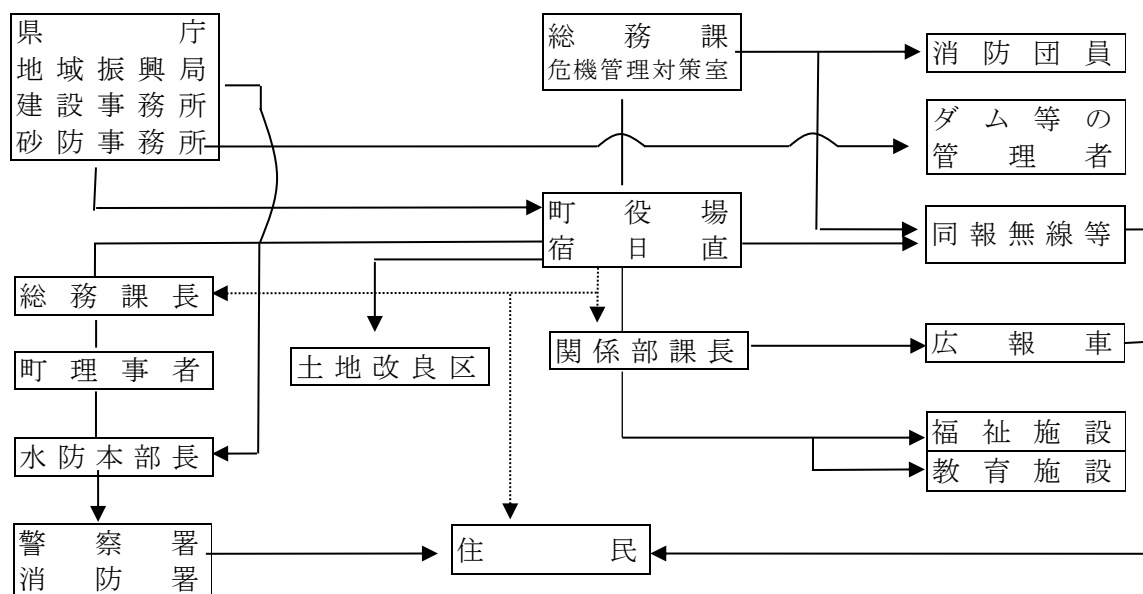 県庁
地域振興局
建設事務所
砂防事務所
総務課
危機管理対策室
消防団員
ダム等の
管理者
町役場
宿日直
同報無線等
総務課長
町理事者
土地改良区
関係部課長
広報車
水防本部長
福祉施設
教育施設
警察署
消防署
住民